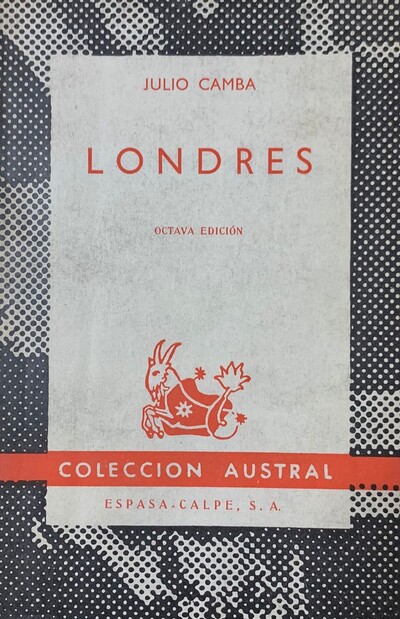 JULIO CAMBA
LONDRES
OCTAVA EDICIÓN
COLECCION AUSTRAL
ESPASA-CALPE, S. A.